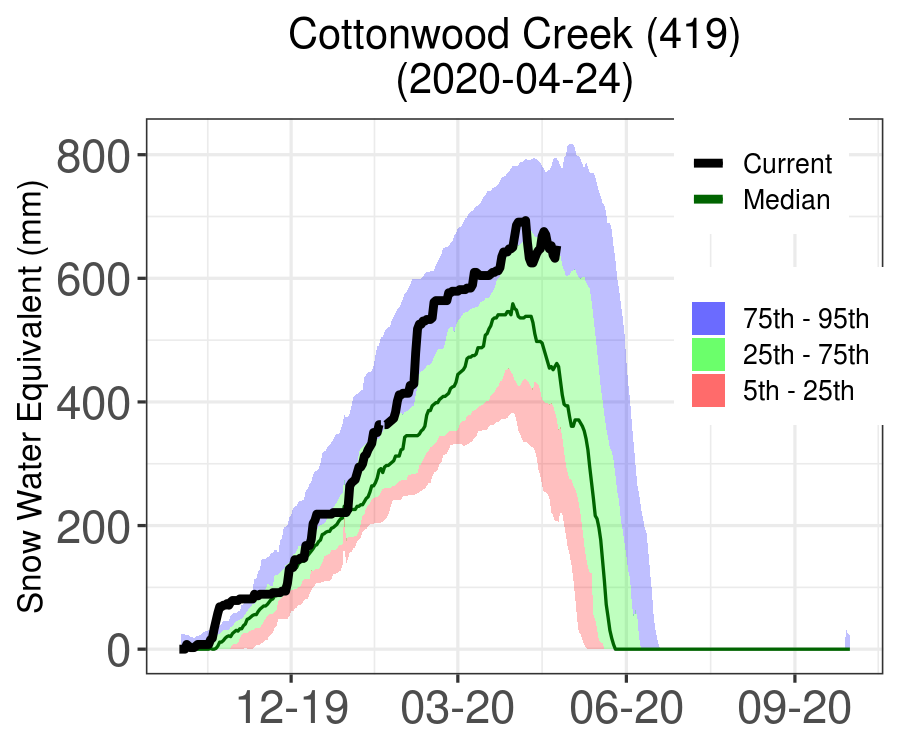 Cottonwood Creek (419)
(2020-04-24)
Snow Water Equivalent (mm)
800
600
400
200
0
12-19
03-20
06-20
09-20
Current
Median
75th - 95th
25th - 75th
5th - 25th